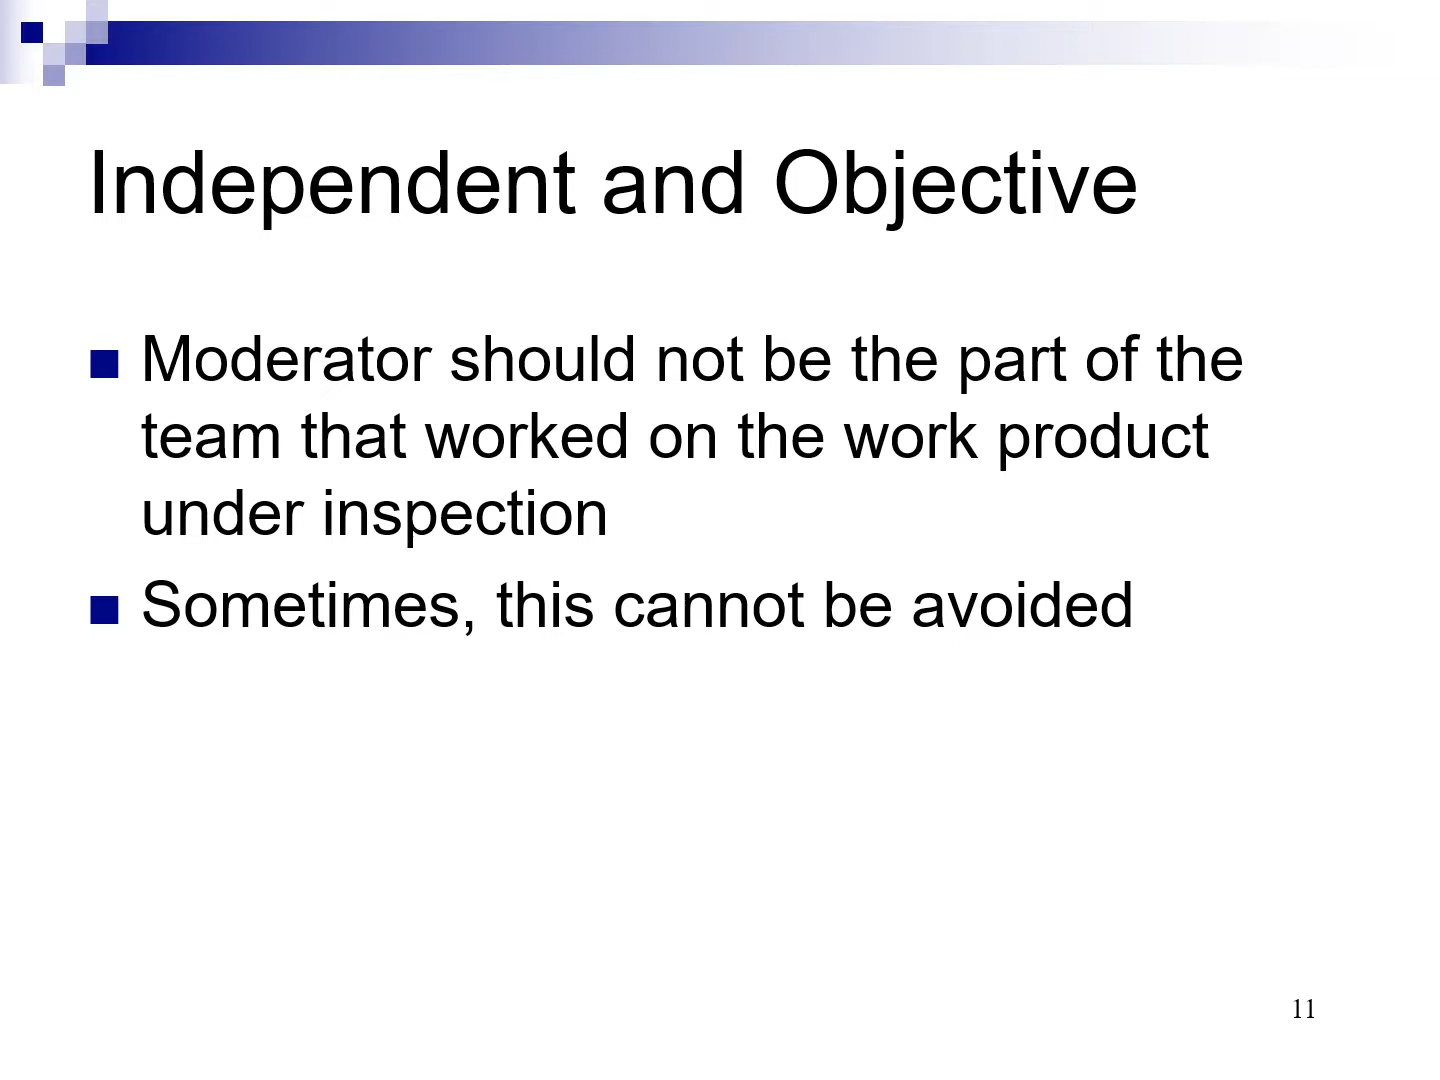 Independent and Objective
Moderator should not be the part of the
team that worked on the work product
under inspection
Sometimes, this cannot be avoided
11